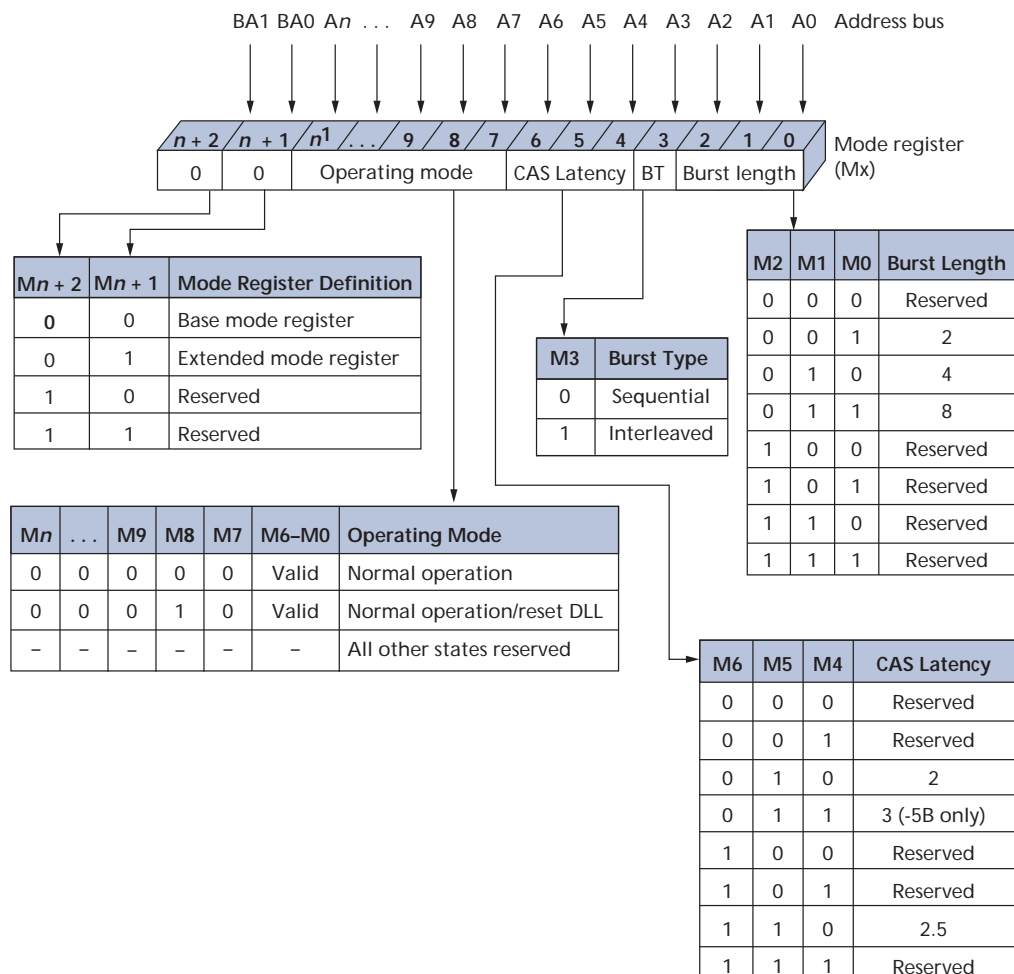 BA1 BA0 An . . . A9 A8 A7 A6 A5 A4 A3 A2 A1 A0 Address bus
n + 2 n + 1 n1 . . . 9 8 7 6 5 4 3 2 1 0
Mode register (Mx)
0 0 Operating mode CAS Latency BT Burst length
Mn + 2 Mn + 1 Mode Register Definition
0 0 Base mode register
0 1 Extended mode register
1 0 Reserved
1 1 Reserved
M3 Burst Type
0 Sequential
1 Interleaved
M2 M1 M0 Burst Length
0 0 0 Reserved
0 0 1 2
0 1 0 4
0 1 1 8
1 0 0 Reserved
1 0 1 Reserved
1 1 0 Reserved
1 1 1 Reserved
Mn . . . M9 M8 M7 M6–M0 Operating Mode
0 0 0 0 0 Valid Normal operation
0 0 0 1 0 Valid Normal operation/reset DLL
– – – – – – All other states reserved
M6 M5 M4 CAS Latency
0 0 0 Reserved
0 0 1 Reserved
0 1 0 2
0 1 1 3 (-5B only)
1 0 0 Reserved
1 0 1 Reserved
1 1 0 2.5
1 1 1 Reserved